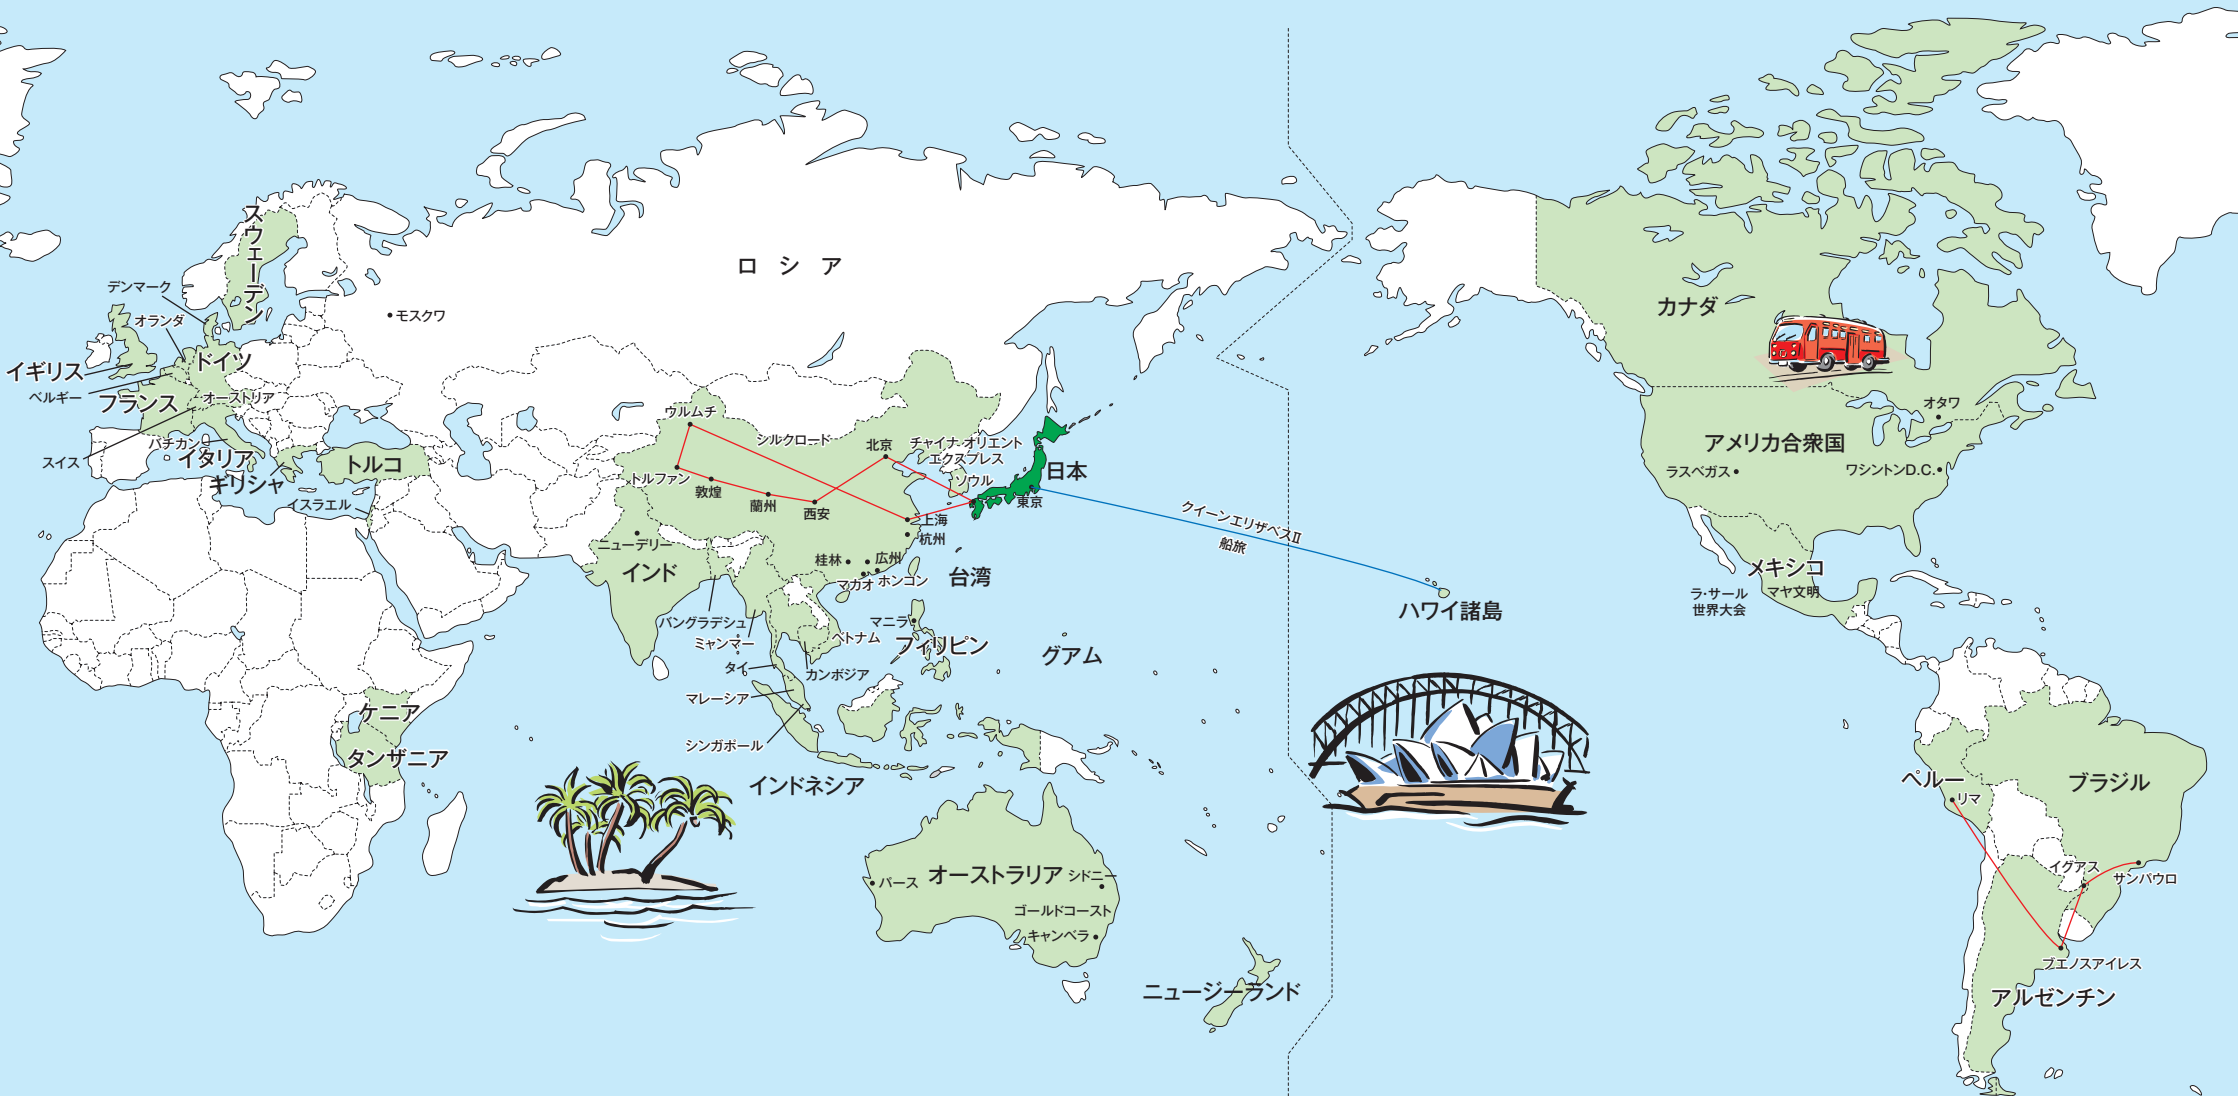 スウェーデン
デンマーク
オランダ
イギリス
ドイツ
ベルギー
フランス
オーストリア
スイス
バチカン
イタリア
ギリシャ
トルコ
イスラエル
ロシア
モスクワ
ウルムチ
シルクロード
北京
チャイナ・オリエント
エクスプレス
ソウル
日本
東京
トルファン
敦煌
蘭州
西安
上海
杭州
桂林
広州
マカオ
ホンコン
台湾
ニューデリー
インド
バングラデシュ
ミャンマー
タイ
ベトナム
カンボジア
マレーシア
シンガポール
インドネシア
マニラ
フィリピン
グアム
ケニア
タンザニア
パース
オーストラリア
シドニー
ゴールドコースト
キャンベラ
ニュージーランド
クイーンエリザベスⅡ
船旅
ハワイ諸島
カナダ
オタワ
アメリカ合衆国
ラスベガス
ワシントンD.C.
メキシコ
ラ・サール
世界大会
マヤ文明
ペルー
リマ
ブラジル
イグアス
サンパウロ
ブエノスアイレス
アルゼンチン